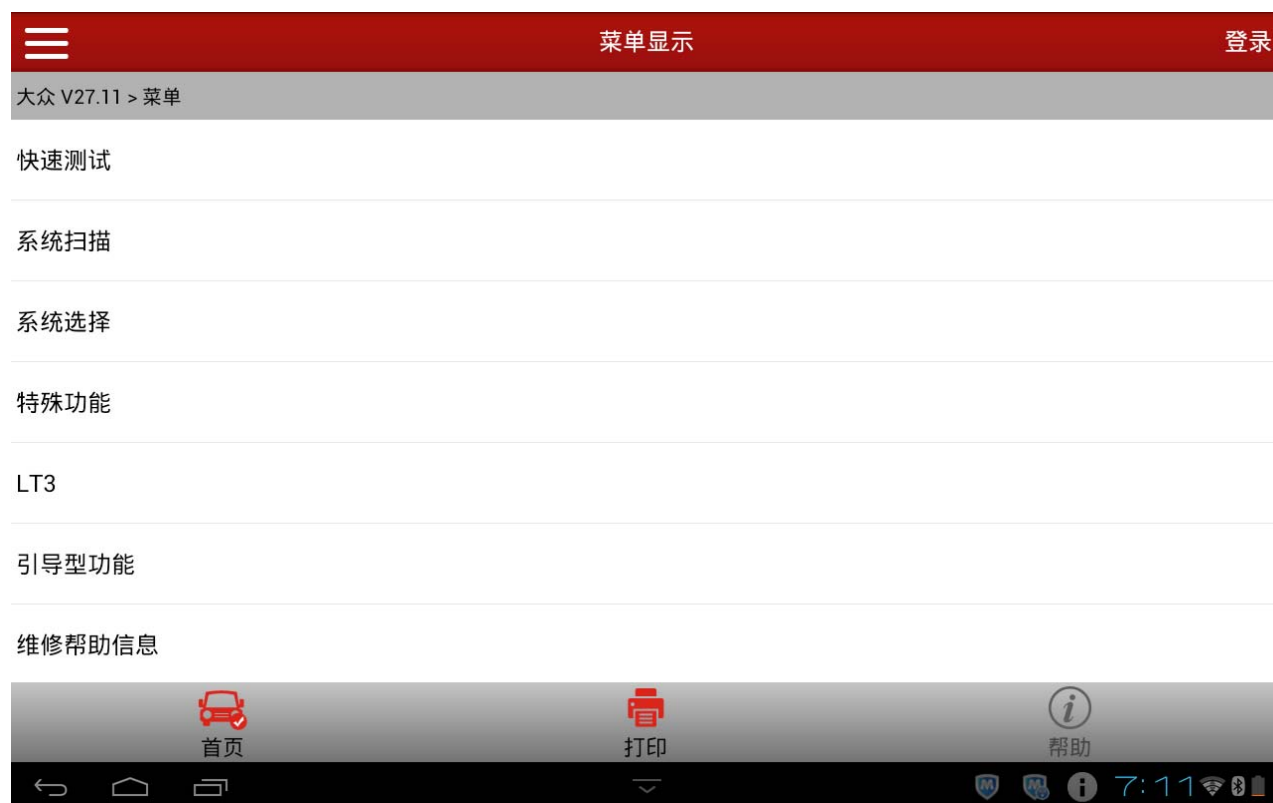 菜单显示
登录
大众 V27.11 > 菜单
快速测试
系统扫描
系统选择
特殊功能
LT3
引导型功能
维修帮助信息
首页
打印
帮助
7:11